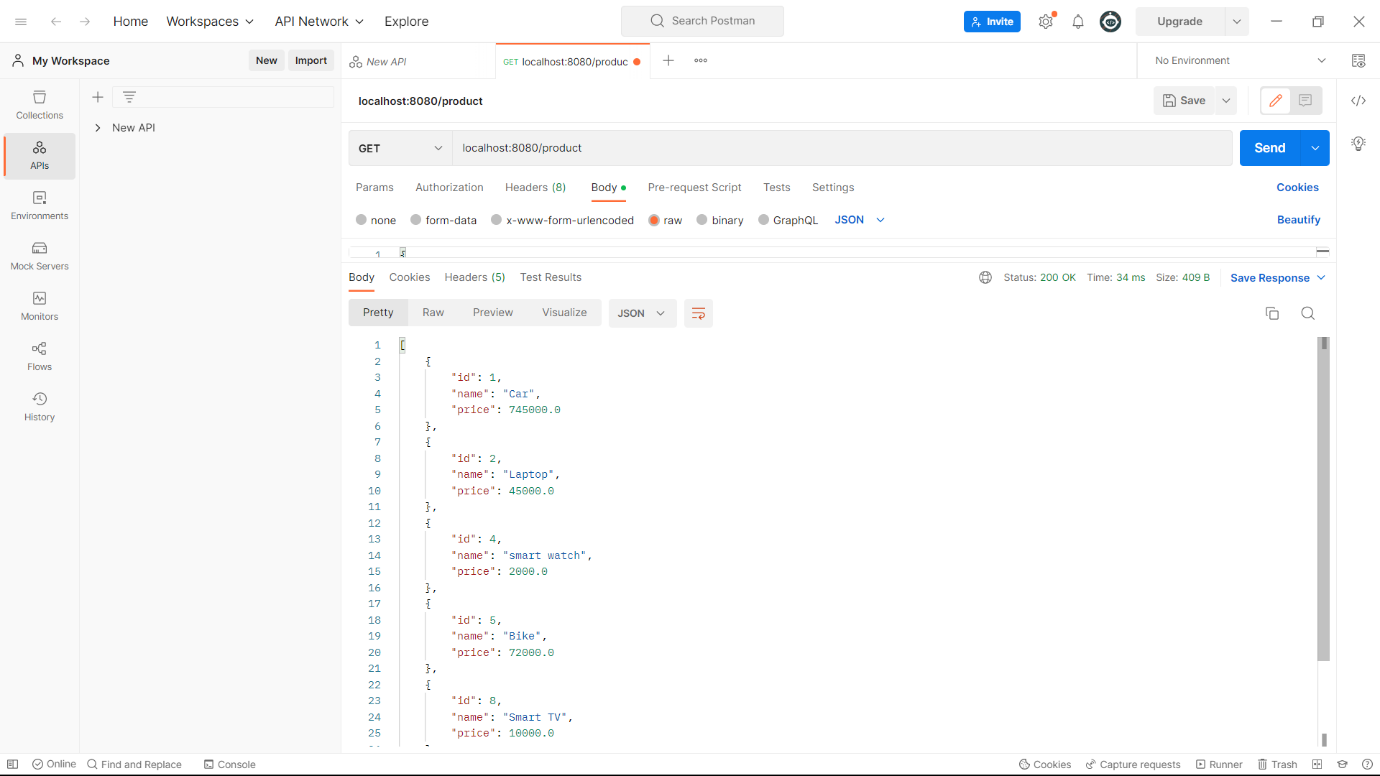 Home Workspaces API Network Explore Search Postman Invite Upgrade
My Workspace New Import New API GET localhost:8080/produc No Environment
Collections
APIs
Environments
Mock Servers
Monitors
Flows
History
New API
localhost:8080/product Save
GET localhost:8080/product Send
Params Authorization Headers (8) Body Pre-request Script Tests Settings Cookies
none form-data x-www-form-urlencoded raw binary GraphQL JSON Beautify
1 {
Body Cookies Headers (5) Test Results Status: 200 OK Time: 34 ms Size: 409 B Save Response
Pretty Raw Preview Visualize JSON
1 [
2 {
3 "id": 1,
4 "name": "Car",
5 "price": 745000.0
6 },
7 {
8 "id": 2,
9 "name": "Laptop",
10 "price": 45000.0
11 },
12 {
13 "id": 4,
14 "name": "smart watch",
15 "price": 2000.0
16 },
17 {
18 "id": 5,
19 "name": "Bike",
20 "price": 72000.0
21 },
22 {
23 "id": 8,
24 "name": "Smart TV",
25 "price": 10000.0
Online Find and Replace Console Cookies Capture requests Runner Trash